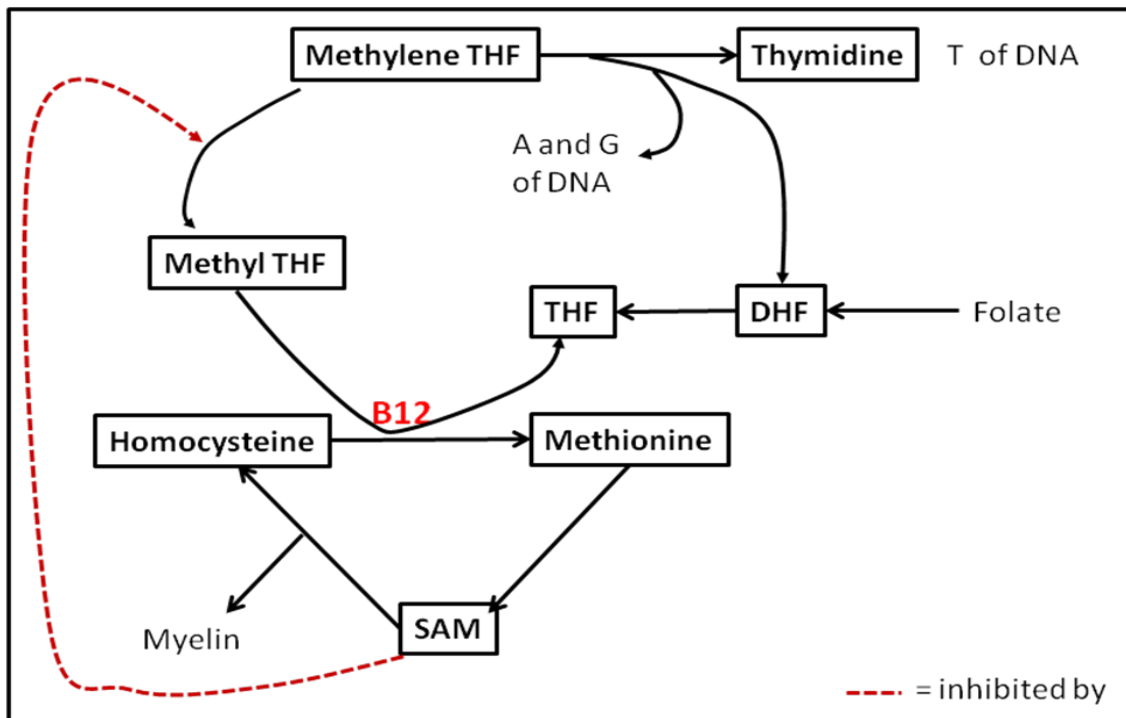 Methylene THF
Thymidine
T of DNA
A and G
of DNA
Methyl THF
THF
DHF
Folate
B12
Homocysteine
Methionine
Myelin
SAM
= inhibited by